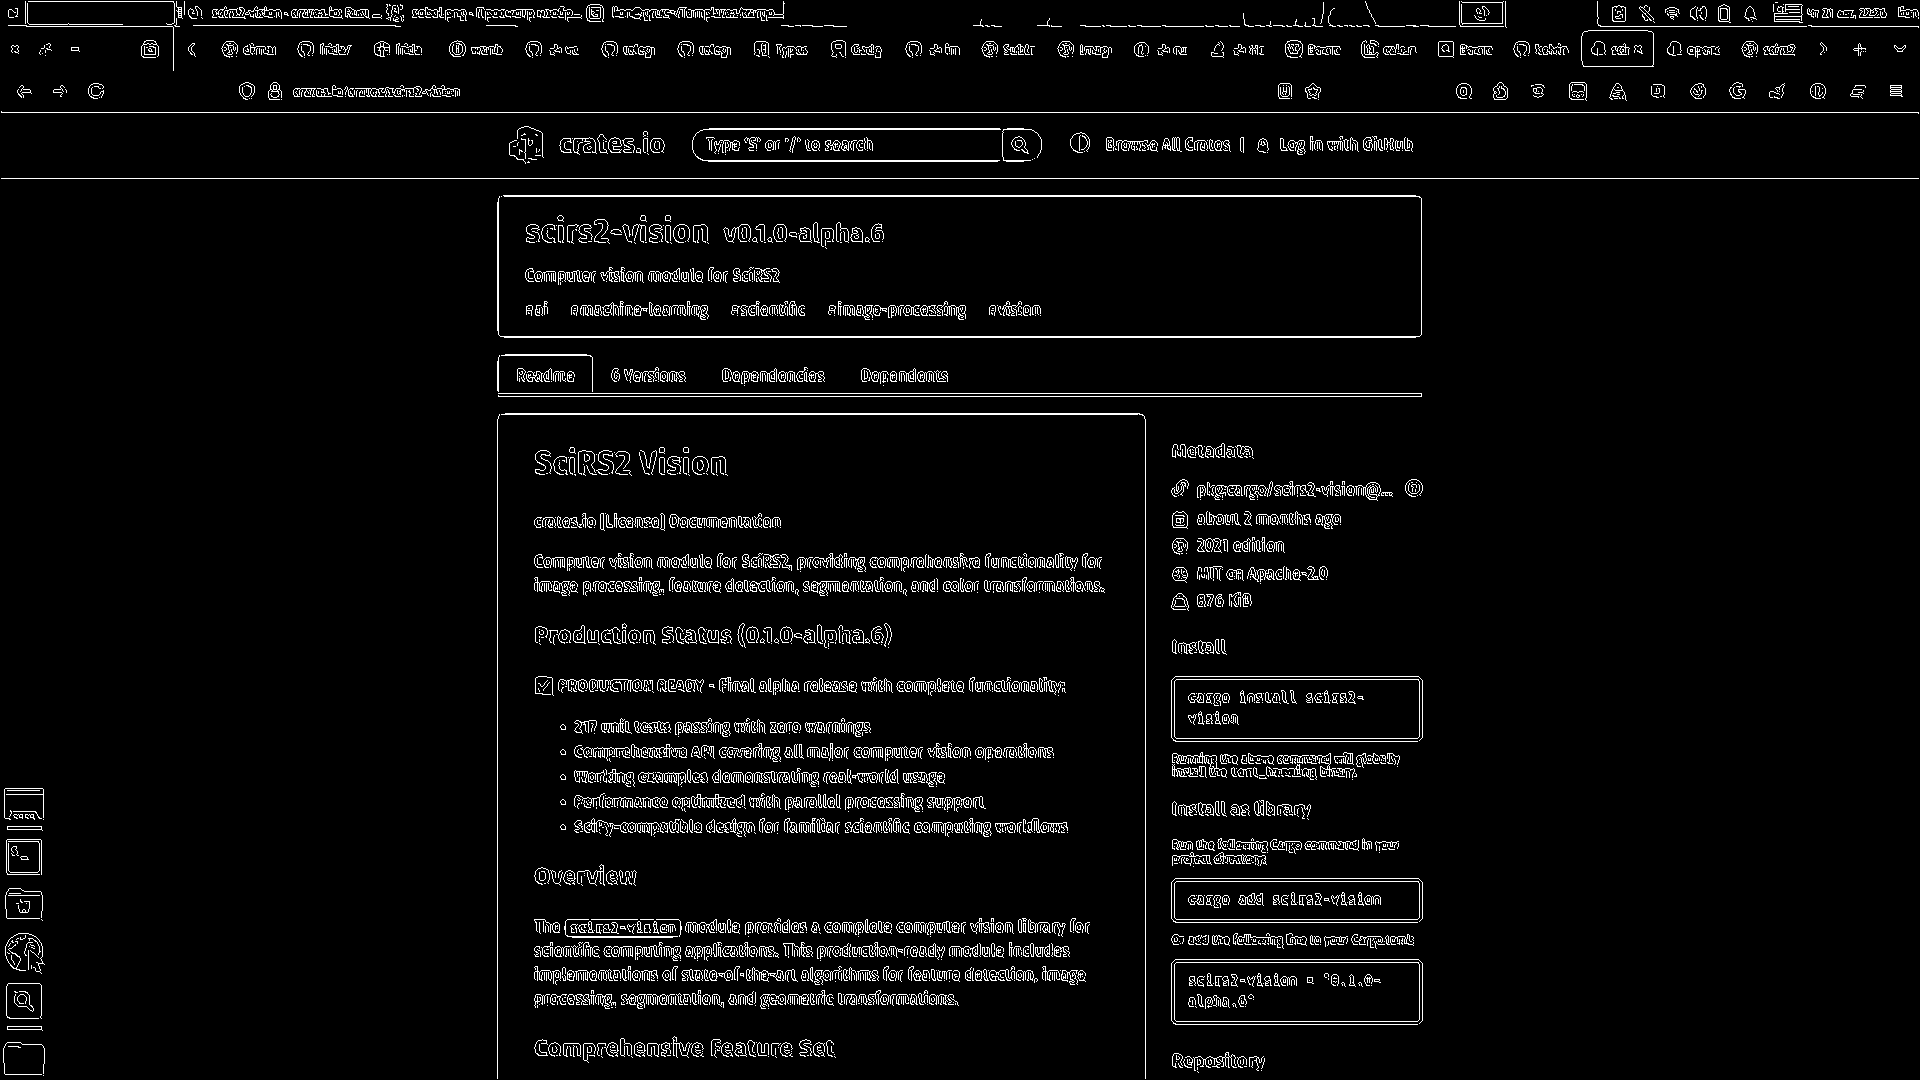 scirs2-vision - crates.io: Rust ...
crates.io/crates/scirs2-vision
crates.io
Type 'S' or '/' to search
Browse All Crates | Log in with GitHub
scirs2-vision v0.1.0-alpha.6
Computer vision module for SciRS2
#ai #machine-learning #scientific #image-processing #vision
Readme 6 Versions Dependencies Dependents
SciRS2 Vision
crates.io [License] Documentation
Computer vision module for SciRS2, providing comprehensive functionality for
image processing, feature detection, segmentation, and color transformations.
Production Status (0.1.0-alpha.6)
PRODUCTION READY - Final alpha release with complete functionality:
217 unit tests passing with zero warnings
Comprehensive API covering all major computer vision operations
Working examples demonstrating real-world usage
Performance optimized with parallel processing support
SciPy-compatible design for familiar scientific computing workflows
Overview
The scirs2-vision module provides a complete computer vision library for
scientific computing applications. This production-ready module includes
implementations of state-of-the-art algorithms for feature detection, image
processing, segmentation, and geometric transformations.
Comprehensive Feature Set
Metadata
pkg:cargo/scirs2-vision@...
about 2 months ago
2021 edition
MIT or Apache-2.0
876 KiB
Install
cargo install scirs2-
vision
Running the above command will globally
install the binary.
Install as library
Run the following Cargo command in your
project directory:
cargo add scirs2-vision
Or add the following line to your Cargo.toml:
scirs2-vision = "0.1.0-
alpha.6"
Repository